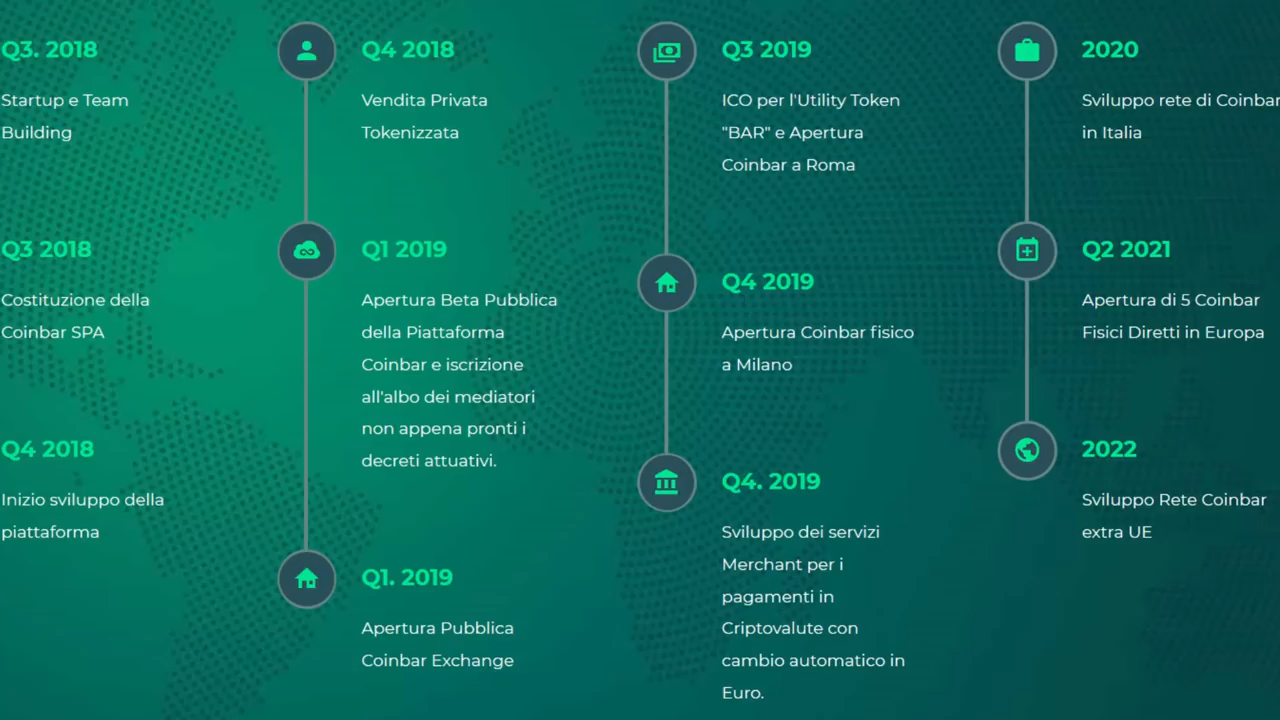 Q3. 2018
Startup e Team
Building
Q3 2018
Costituzione della
Coinbar SPA
Q4 2018
Inizio sviluppo della
piattaforma
Q4 2018
Vendita Privata
Tokenizzata
Q1 2019
Apertura Beta Pubblica
della Piattaforma
Coinbar e iscrizione
all'albo dei mediatori
non appena pronti i
decreti attuativi.
Q1. 2019
Apertura Pubblica
Coinbar Exchange
Q3 2019
ICO per l'Utility Token
"BAR" e Apertura
Coinbar a Roma
Q4 2019
Apertura Coinbar fisico
a Milano
Q4. 2019
Sviluppo dei servizi
Merchant per i
pagamenti in
Criptovalute con
cambio automatico in
Euro.
2020
Sviluppo rete di Coinbar
in Italia
Q2 2021
Apertura di 5 Coinbar
Fisici Diretti in Europa
2022
Sviluppo Rete Coinbar
extra UE